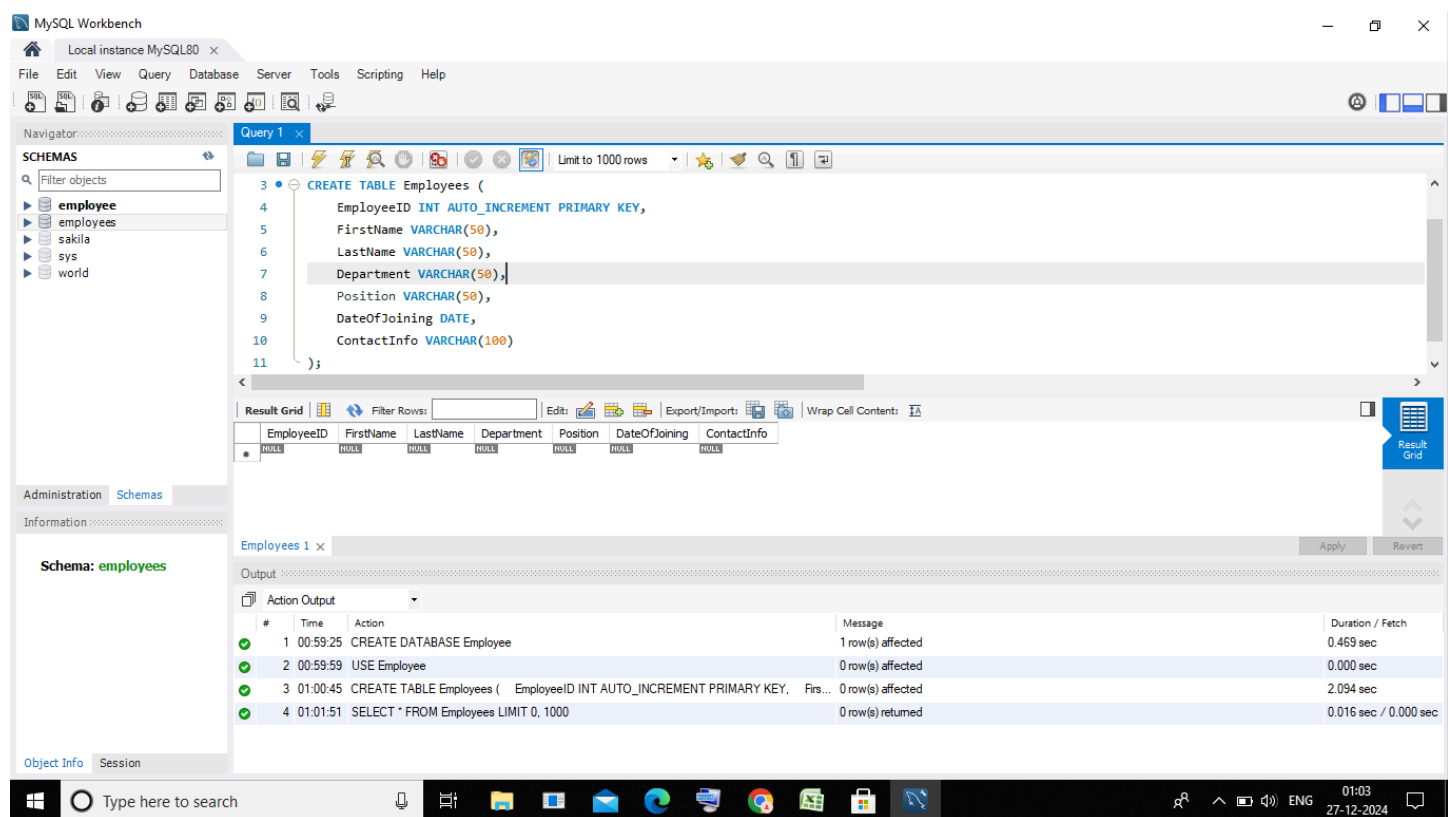 MySQL Workbench
Local instance MySQL80
File Edit View Query Database Server Tools Scripting Help
Navigator
SCHEMAS
Filter objects
employee
employees
sakila
sys
world
Administration Schemas
Information
Schema: employees
Object Info Session
Query 1
Limit to 1000 rows
3 CREATE TABLE Employees (
4 EmployeeID INT AUTO_INCREMENT PRIMARY KEY,
5 FirstName VARCHAR(50),
6 LastName VARCHAR(50),
7 Department VARCHAR(50),
8 Position VARCHAR(50),
9 DateOfJoining DATE,
10 ContactInfo VARCHAR(100)
11 );
Result Grid Filter Rows: Edit: Export/Import: Wrap Cell Content:
EmployeeID FirstName LastName Department Position DateOfJoining ContactInfo
NULL NULL NULL NULL NULL NULL NULL
Result
Grid
Employees 1
Apply Revert
Output
Action Output
# Time Action Message Duration / Fetch
1 00:59:25 CREATE DATABASE Employee 1 row(s) affected 0.469 sec
2 00:59:59 USE Employee 0 row(s) affected 0.000 sec
3 01:00:45 CREATE TABLE Employees ( EmployeeID INT AUTO_INCREMENT PRIMARY KEY, Firs... 0 row(s) affected 2.094 sec
4 01:01:51 SELECT * FROM Employees LIMIT 0, 1000 0 row(s) returned 0.016 sec / 0.000 sec
Type here to search
ENG
01:03
27-12-2024